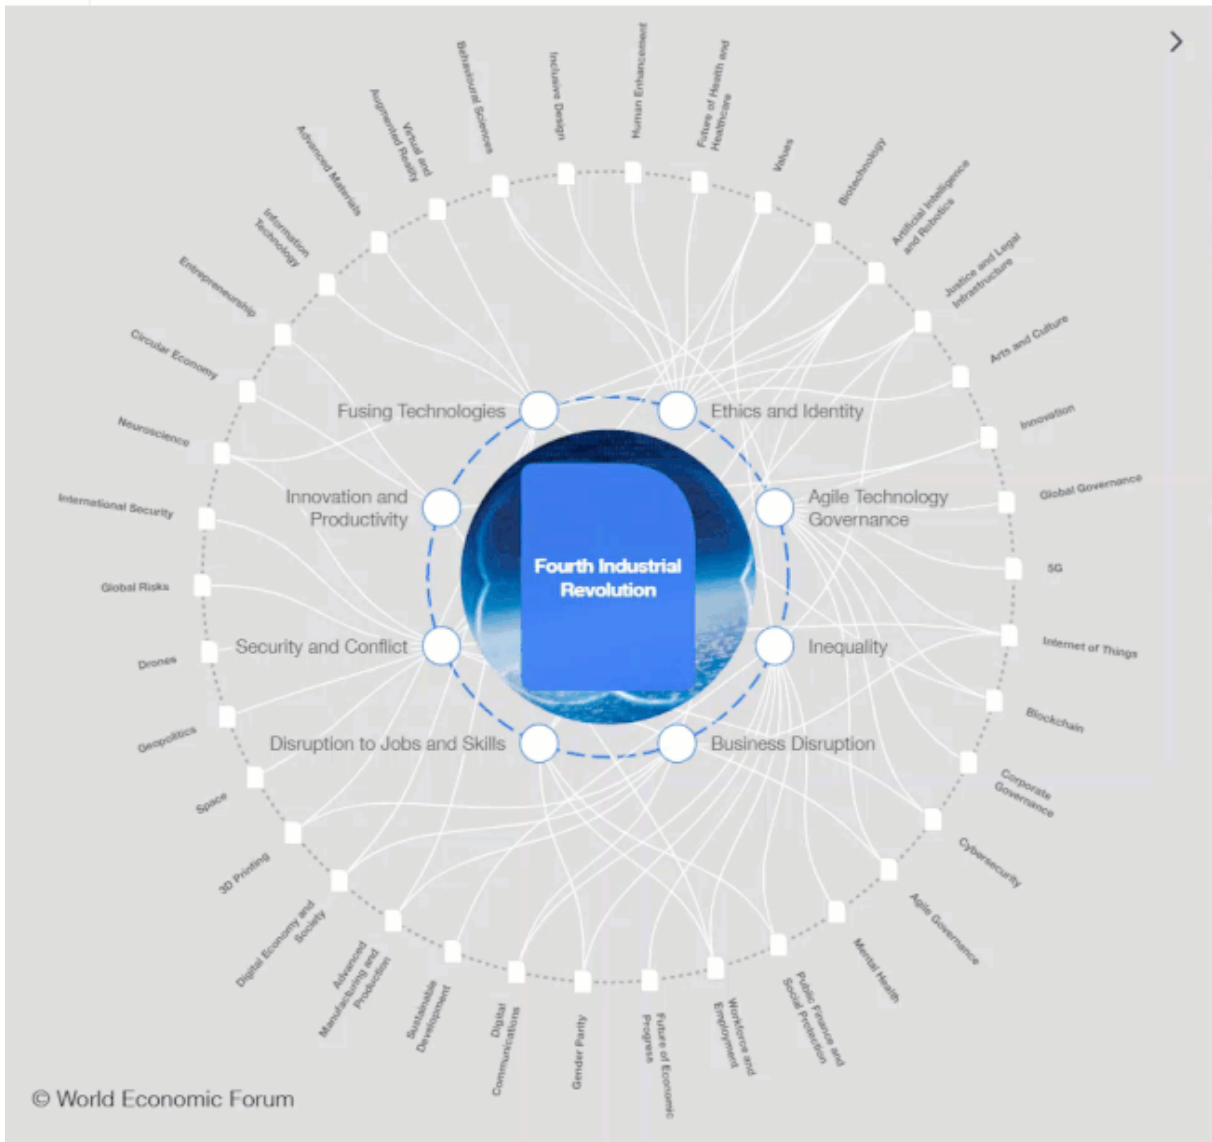 Behavioural Sciences
Inclusive Design
Human Enhancement
Future of Health and
Healthcare
Values
Biotechnology
Artificial Intelligence
and Robotics
Justice and Legal
Infrastructure
Arts and Culture
Innovation
Global Governance
5G
Internet of Things
Blockchain
Corporate
Governance
Cybersecurity
Agile Governance
Mental Health
Public Finance and
Social Protection
Workforce and
Employment
Future of Economic
Progress
Gender Parity
Digital
Communications
Sustainable
Development
Advanced
Manufacturing and
Production
Digital Economy and
Society
3D Printing
Space
Geopolitics
Drones
Global Risks
International Security
Neuroscience
Circular Economy
Entrepreneurship
Information
Technology
Advanced Materials
Virtual and
Augmented Reality
Fusing Technologies
Ethics and Identity
Innovation and
Productivity
Agile Technology
Governance
Fourth Industrial
Revolution
Security and Conflict
Inequality
Disruption to Jobs and Skills
Business Disruption
© World Economic Forum